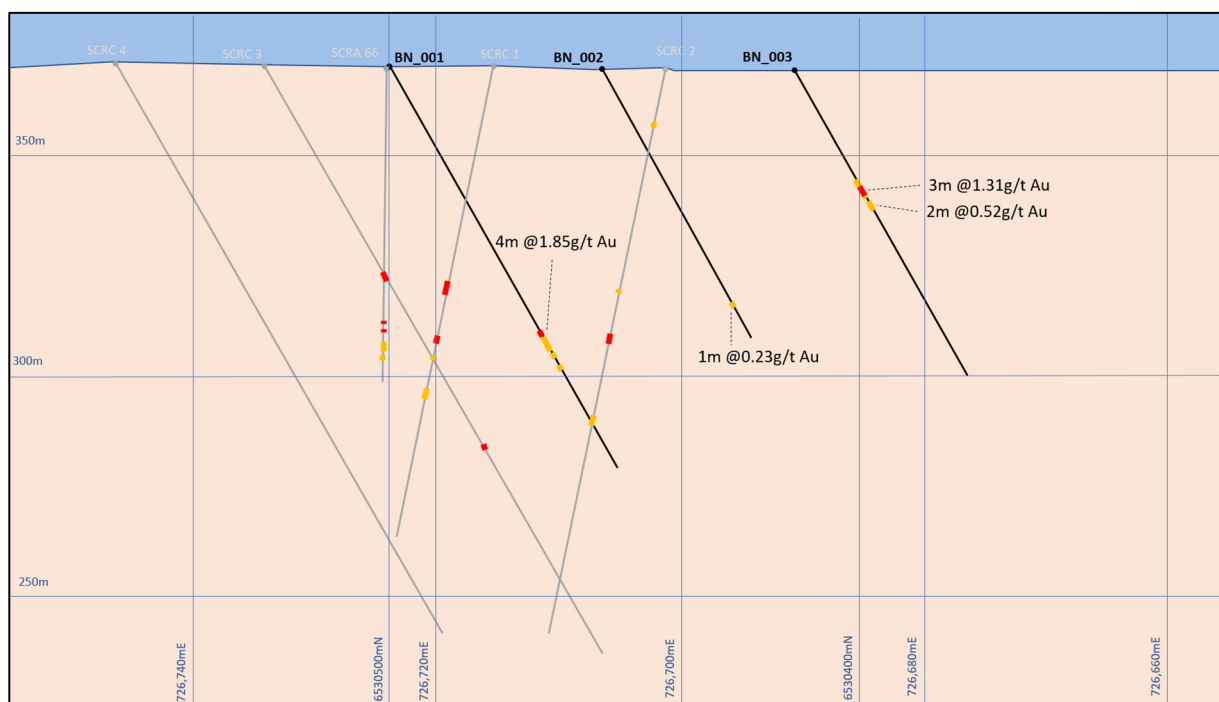 SCRC 4
SCRC 3
SCRA 66
BN_001
SCRC 1
BN_002
SCRC 2
BN_003
350m
3m @1.31g/t Au
2m @0.52g/t Au
4m @1.85g/t Au
1m @0.23g/t Au
300m
250m
726,740mE
6530500mN
726,720mE
726,700mE
6530400mN
726,680mE
726,660mE